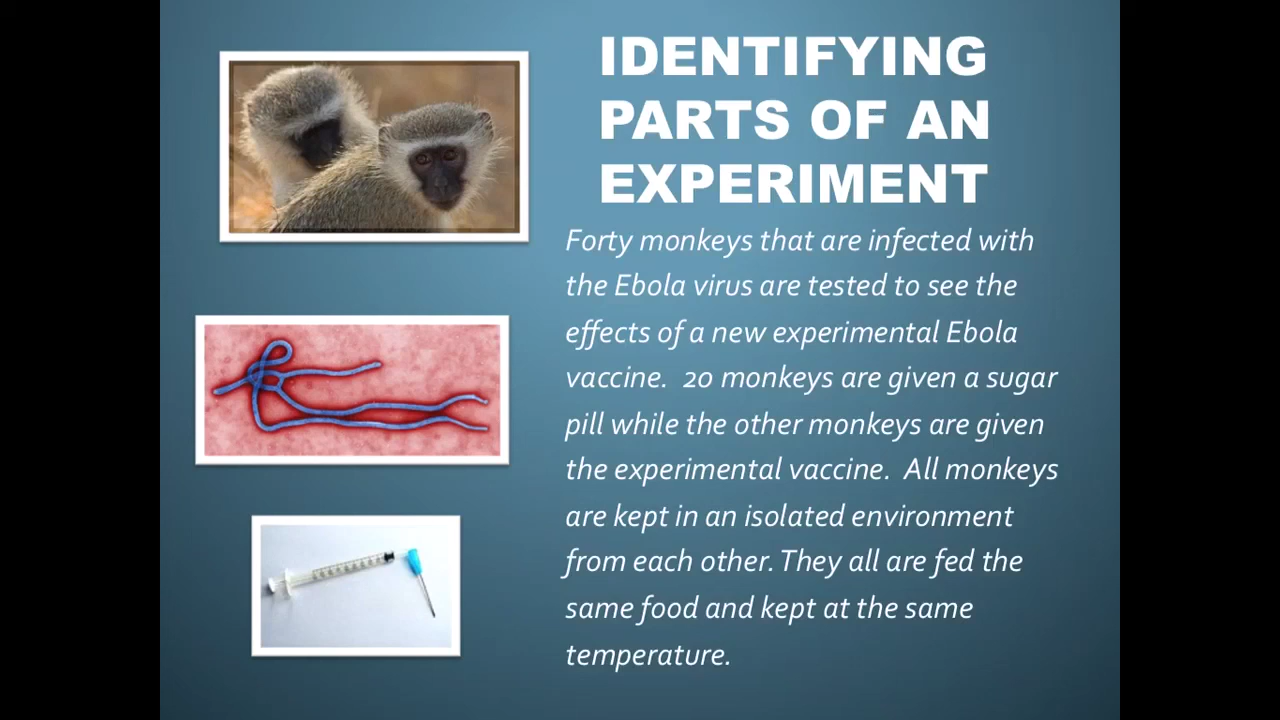 IDENTIFYING
PARTS OF AN
EXPERIMENT
Forty monkeys that are infected with
the Ebola virus are tested to see the
effects of a new experimental Ebola
vaccine.  20 monkeys are given a sugar
pill while the other monkeys are given
the experimental vaccine.  All monkeys
are kept in an isolated environment
from each other. They all are fed the
same food and kept at the same
temperature.